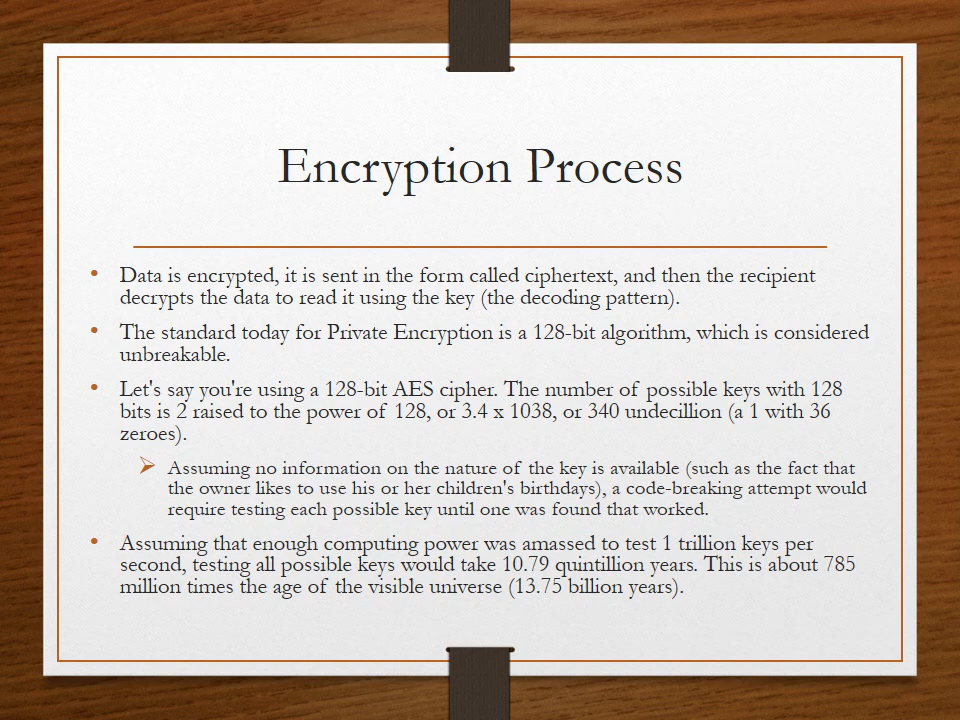 Encryption Process
Data is encrypted, it is sent in the form called ciphertext, and then the recipient
decrypts the data to read it using the key (the decoding pattern).
The standard today for Private Encryption is a 128-bit algorithm, which is considered
unbreakable.
Let's say you're using a 128-bit AES cipher. The number of possible keys with 128
bits is 2 raised to the power of 128, or 3.4 x 1038, or 340 undecillion (a 1 with 36
zeroes).
Assuming no information on the nature of the key is available (such as the fact that
the owner likes to use his or her children's birthdays), a code-breaking attempt would
require testing each possible key until one was found that worked.
Assuming that enough computing power was amassed to test 1 trillion keys per
second, testing all possible keys would take 10.79 quintillion years. This is about 785
million times the age of the visible universe (13.75 billion years).